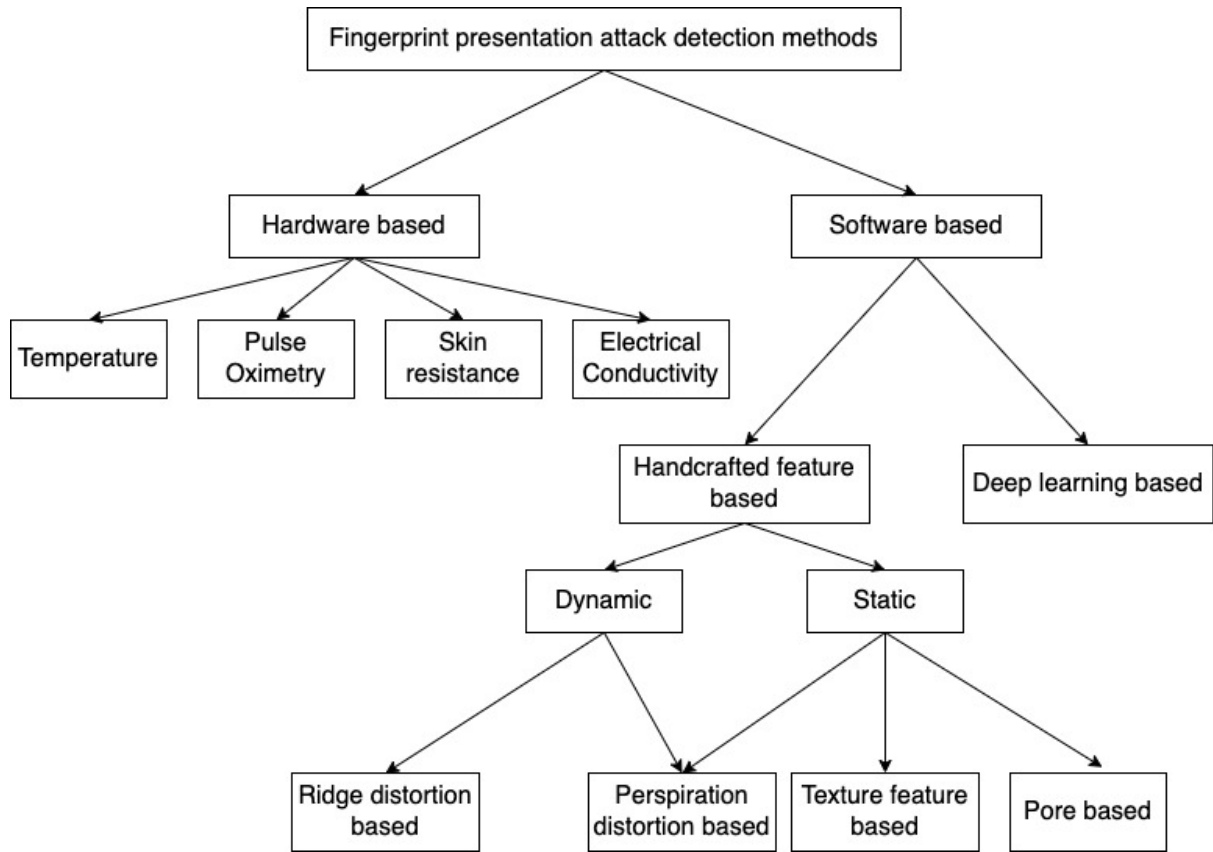 Fingerprint presentation attack detection methods
Hardware based
Software based
Temperature
Pulse
Oximetry
Skin
resistance
Electrical
Conductivity
Handcrafted feature
based
Deep learning based
Dynamic
Static
Ridge distortion
based
Perspiration
distortion based
Texture feature
based
Pore based